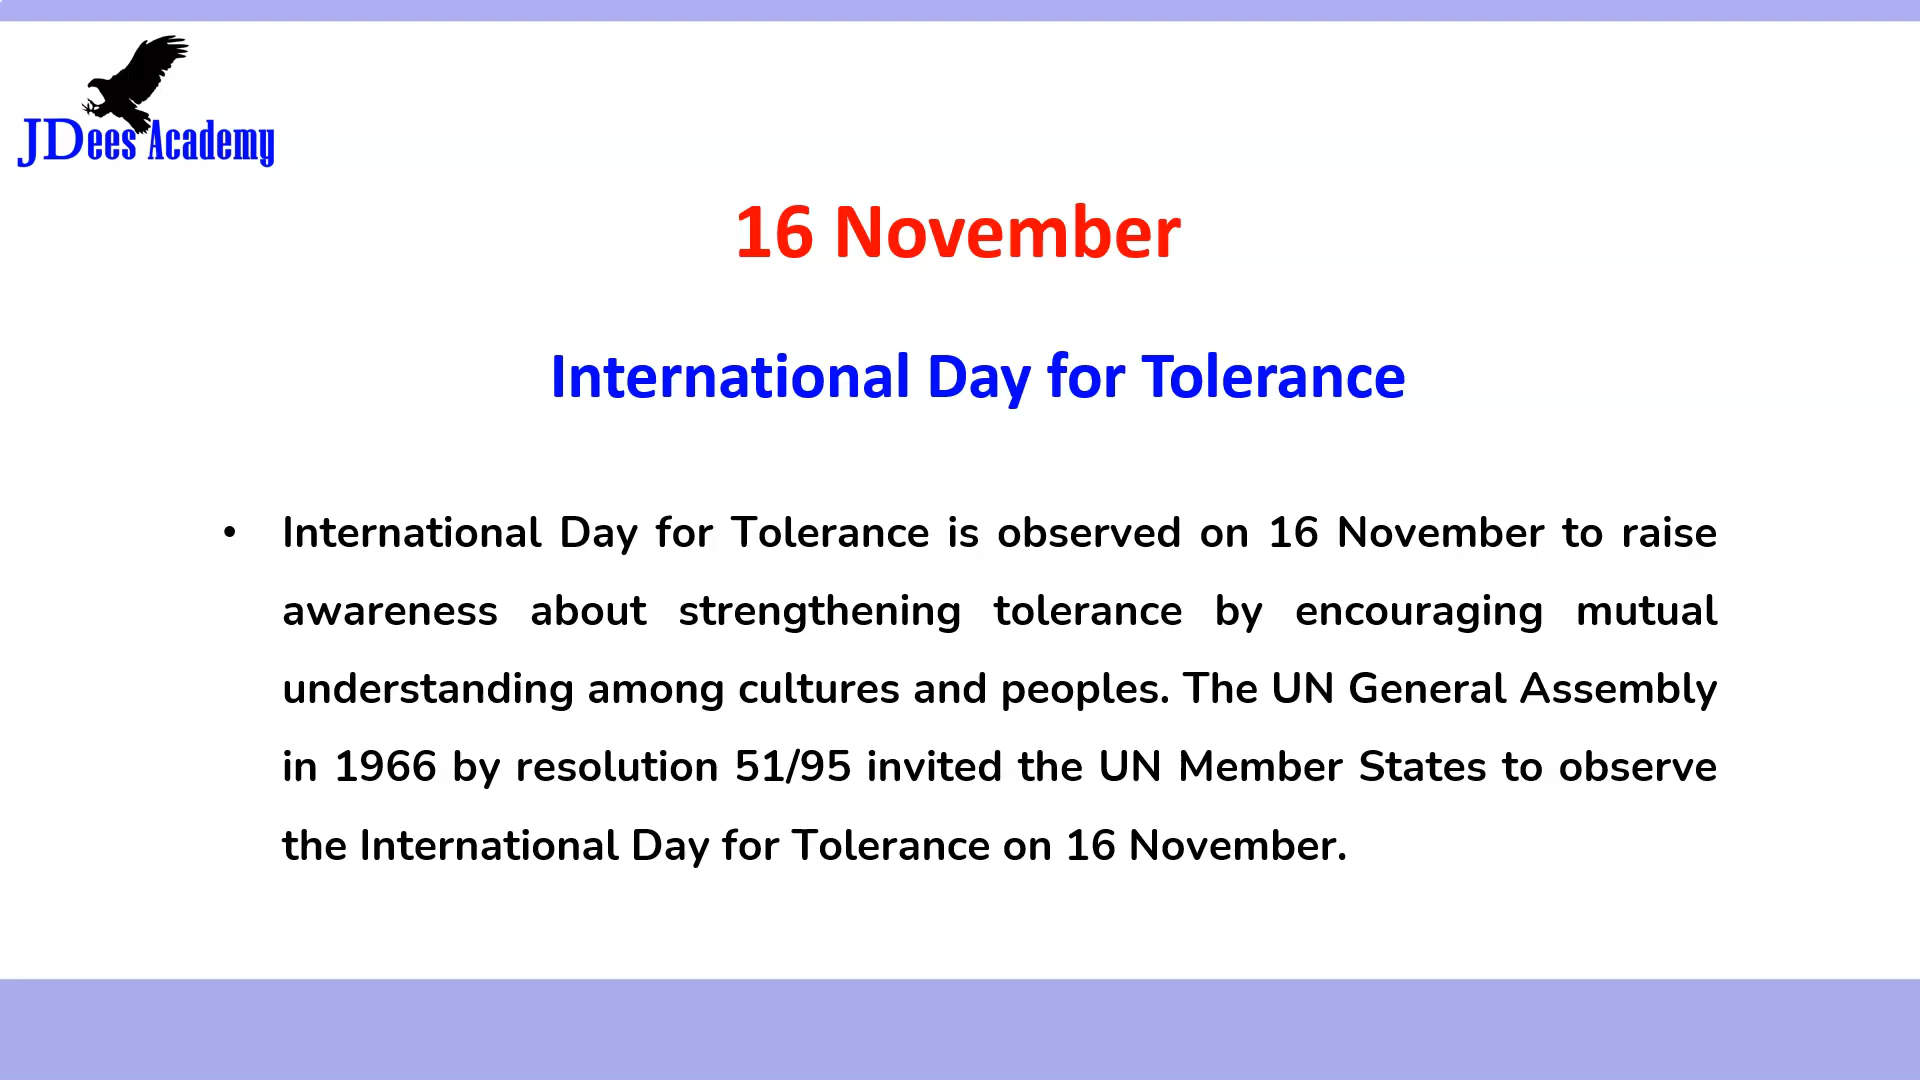 JDees Academy
16 November
International Day for Tolerance
• International Day for Tolerance is observed on 16 November to raise
awareness about strengthening tolerance by encouraging mutual
understanding among cultures and peoples. The UN General Assembly
in 1966 by resolution 51/95 invited the UN Member States to observe
the International Day for Tolerance on 16 November.